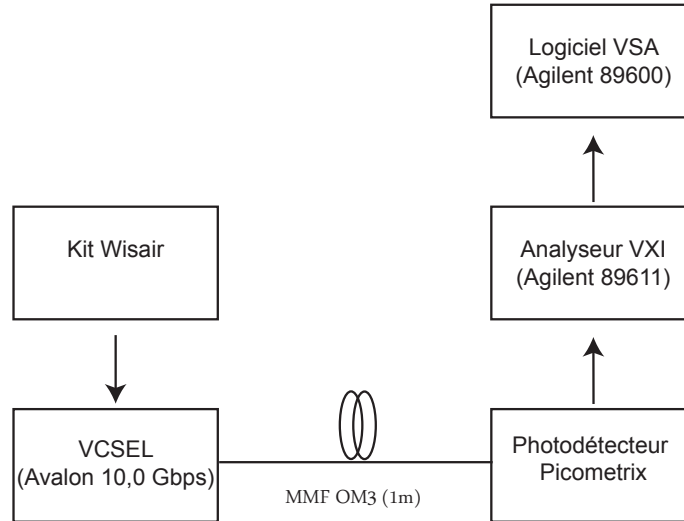 Logiciel VSA
(Agilent 89600)
Kit Wisair
Analyseur VXI
(Agilent 89611)
VCSEL
(Avalon 10,0 Gbps)
MMF OM3 (1m)
Photodétecteur
Picometrix